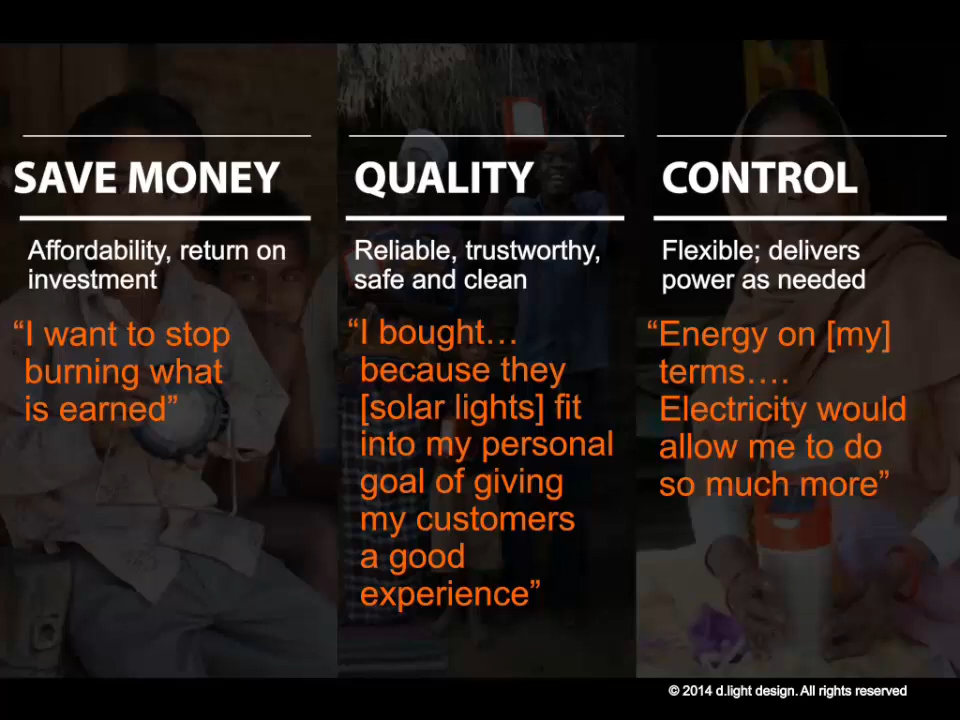 SAVE MONEY
Affordability, return on
investment
“I want to stop
burning what
is earned”
QUALITY
Reliable, trustworthy,
safe and clean
“I bought…
because they
[solar lights] fit
into my personal
goal of giving
my customers
a good
experience”
CONTROL
Flexible; delivers
power as needed
“Energy on [my]
terms….
Electricity would
allow me to do
so much more”
© 2014 d.light design. All rights reserved